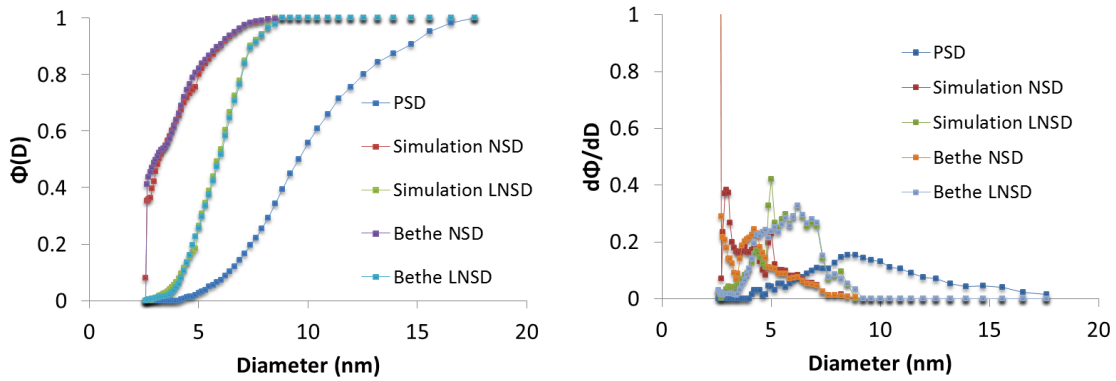 1
0.8
0.6
0.4
0.2
0
Φ(D)
0
5
10
15
20
Diameter (nm)
PSD
Simulation NSD
Simulation LNSD
Bethe NSD
Bethe LNSD
1
0.8
0.6
0.4
0.2
0
dΦ/dD
0
5
10
15
20
Diameter (nm)
PSD
Simulation NSD
Simulation LNSD
Bethe NSD
Bethe LNSD